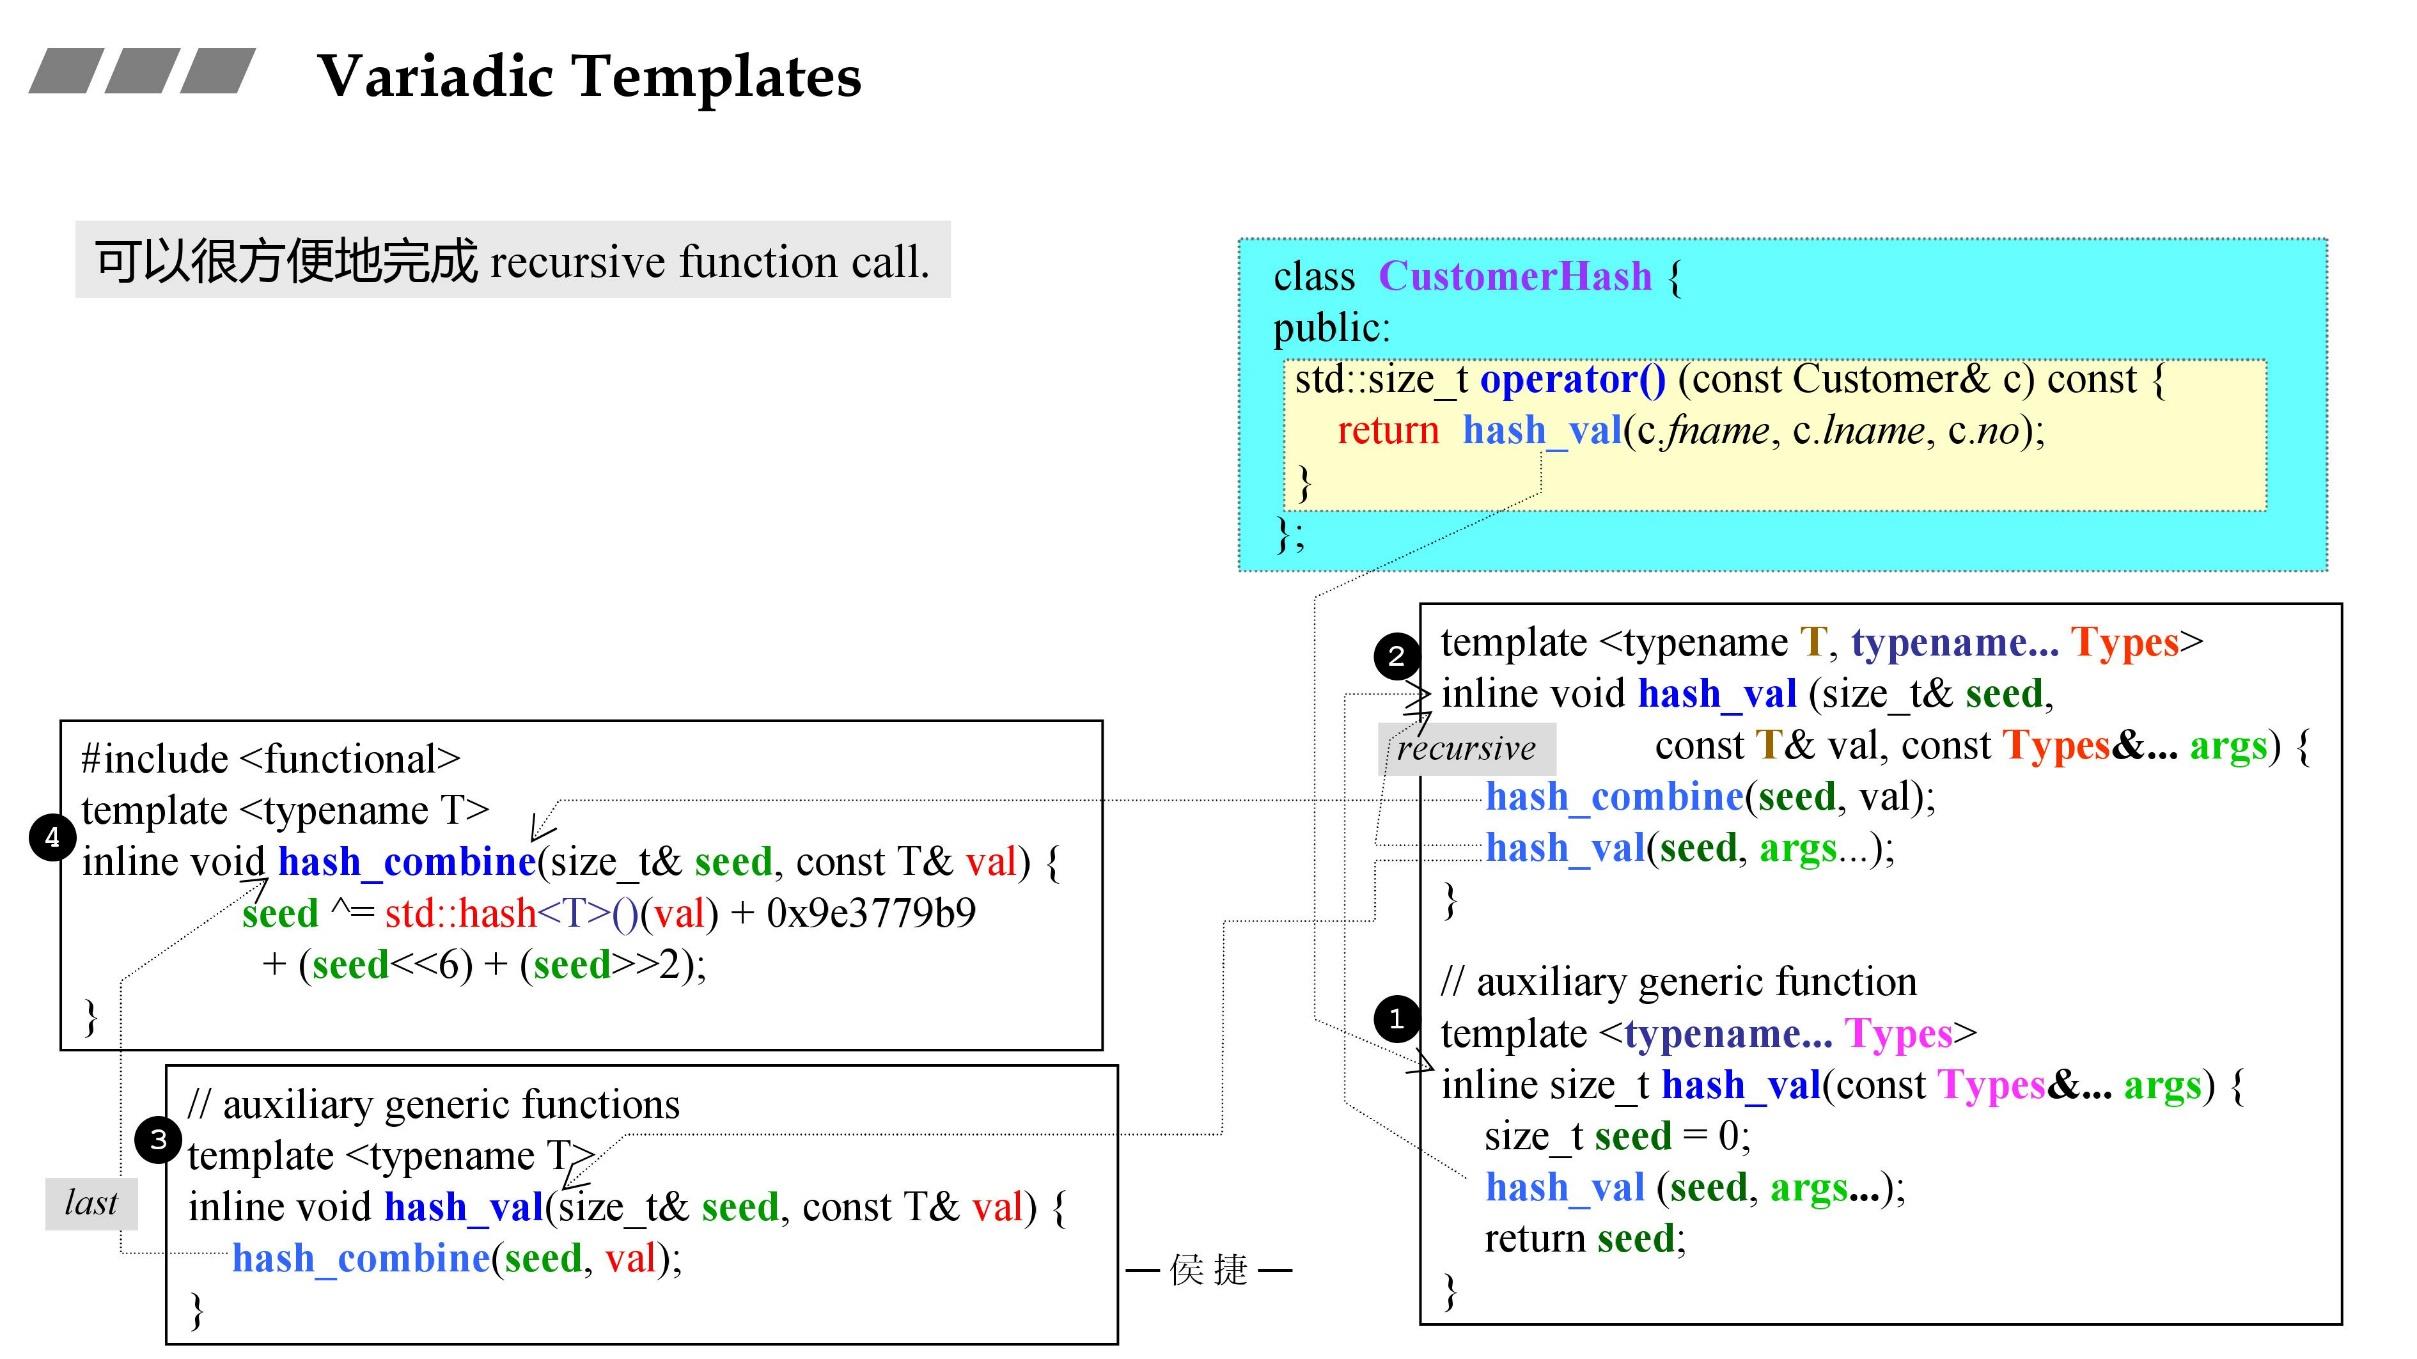 Variadic Templates
可以很方便地完成 recursive function call.
class CustomerHash {
public:
std::size_t operator() (const Customer& c) const {
return hash_val(c.fname, c.lname, c.no);
}
};
2
template <typename T, typename... Types>
inline void hash_val (size_t& seed,
const T& val, const Types&... args) {
recursive
hash_combine(seed, val);
hash_val(seed, args...);
}
// auxiliary generic function
1
template <typename... Types>
inline size_t hash_val(const Types&... args) {
size_t seed = 0;
hash_val (seed, args...);
return seed;
}
#include <functional>
template <typename T>
4
inline void hash_combine(size_t& seed, const T& val) {
seed ^= std::hash<T>()(val) + 0x9e3779b9
+ (seed<<6) + (seed>>2);
}
// auxiliary generic functions
3
template <typename T>
inline void hash_val(size_t& seed, const T& val) {
last
hash_combine(seed, val);
}
— 侯 捷 —